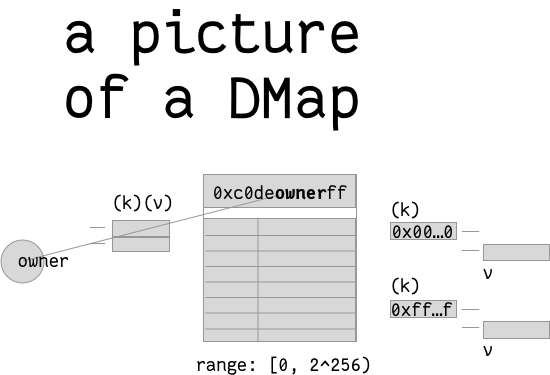 a picture
of a DMap
(k)(v)
0xc0deownerff
owner
(k)
0x00…0
v
(k)
0xff…f
v
range: [0, 2^256)